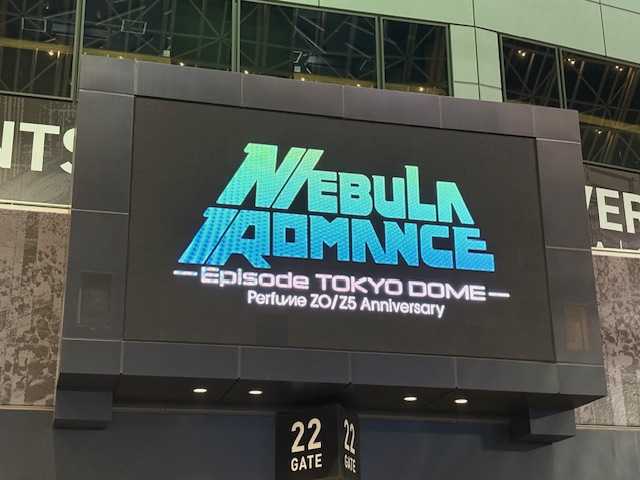 NEBULA
ROMANCE
—Episode TOKYO DOME—
Perfume 20/25 Anniversary
22
GATE
22
GATE